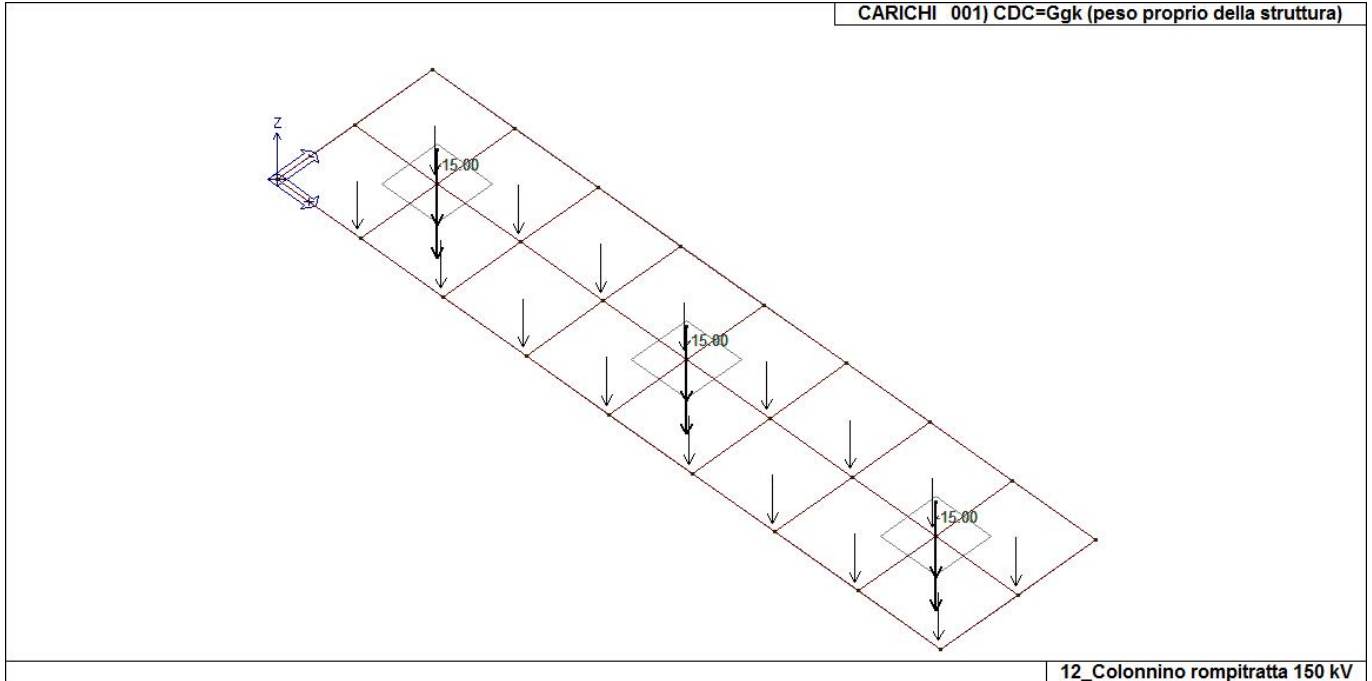 CARICHI 001) CDC=Ggk (peso proprio della struttura)
Z
-15.00
-15.00
-15.00
12_Colonnino rompitratta 150 kV